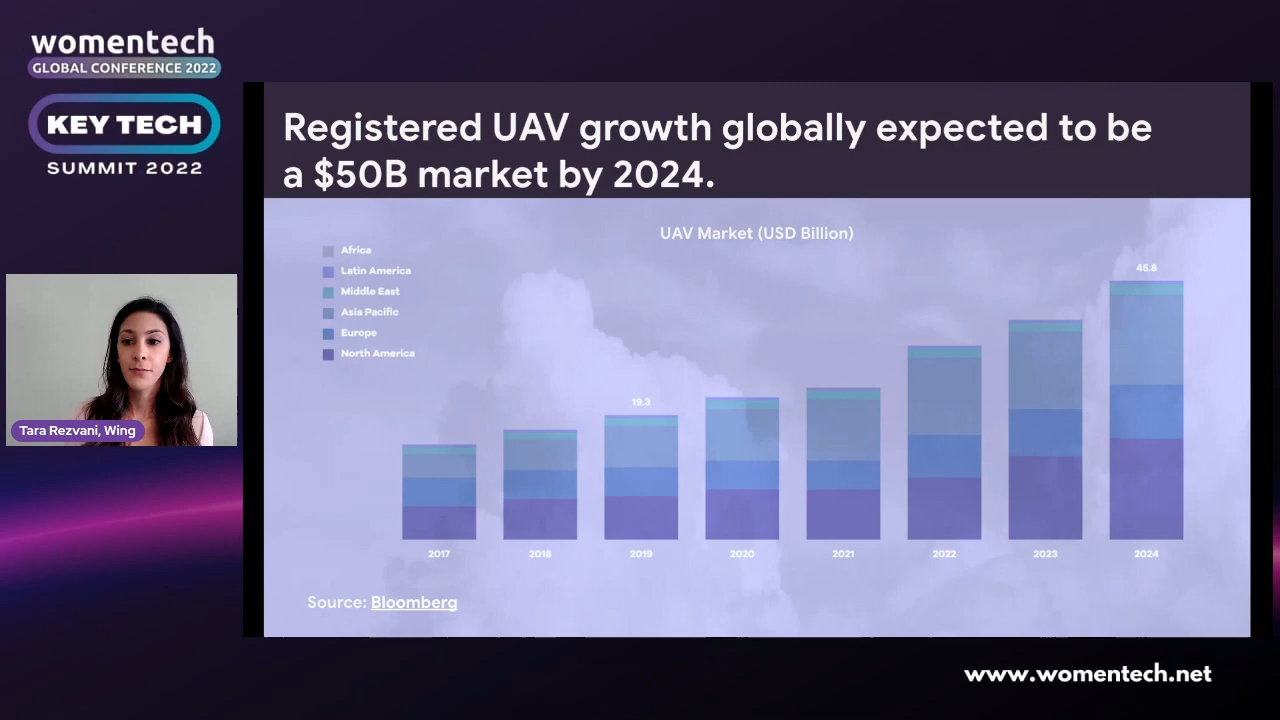 womentech
GLOBAL CONFERENCE 2022
KEY TECH
SUMMIT 2022
Registered UAV growth globally expected to be
a $50B market by 2024.
UAV Market (USD Billion)
Africa
Latin America
Middle East
Asia Pacific
Europe
North America
45.8
19.3
2017 2018 2019 2020 2021 2022 2023 2024
Source: Bloomberg
Tara Rezvani, Wing
www.womentech.net